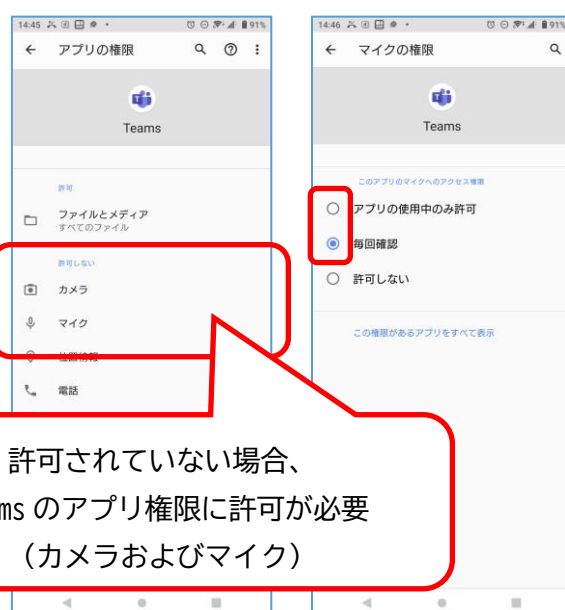 14:45
91%
アプリの権限
Teams
許可
ファイルとメディア
すべてのファイル
許可しない
カメラ
マイク
位置情報
電話
14:46
91%
マイクの権限
Teams
このアプリのマイクへのアクセス権限
アプリの使用中のみ許可
毎回確認
許可しない
この権限があるアプリをすべて表示
許可されていない場合、
ms のアプリ権限に許可が必要
（カメラおよびマイク）